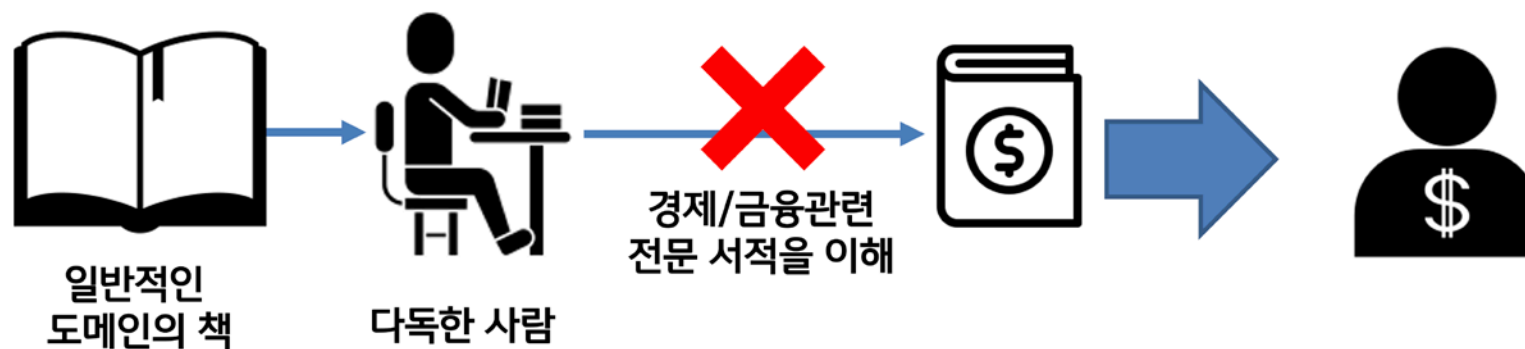 일반적인
도메인의 책
다독한 사람
경제/금융관련
전문 서적을 이해
$
$